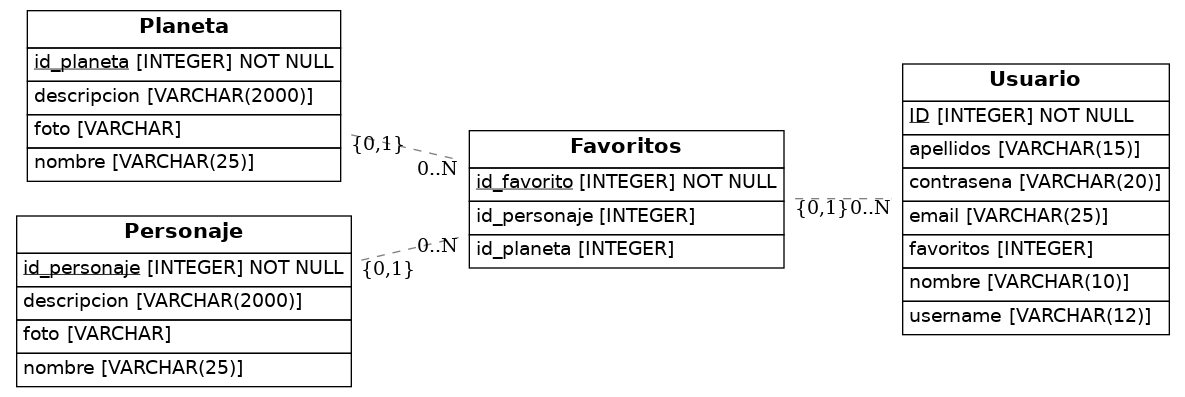 Planeta
id_planeta [INTEGER] NOT NULL
descripcion [VARCHAR(2000)]
foto [VARCHAR]
nombre [VARCHAR(25)]
{0,1}
0..N
Personaje
id_personaje [INTEGER] NOT NULL
descripcion [VARCHAR(2000)]
foto [VARCHAR]
nombre [VARCHAR(25)]
0..N
{0,1}
Favoritos
id_favorito [INTEGER] NOT NULL
id_personaje [INTEGER]
id_planeta [INTEGER]
{0,1}0..N
Usuario
ID [INTEGER] NOT NULL
apellidos [VARCHAR(15)]
contrasena [VARCHAR(20)]
email [VARCHAR(25)]
favoritos [INTEGER]
nombre [VARCHAR(10)]
username [VARCHAR(12)]